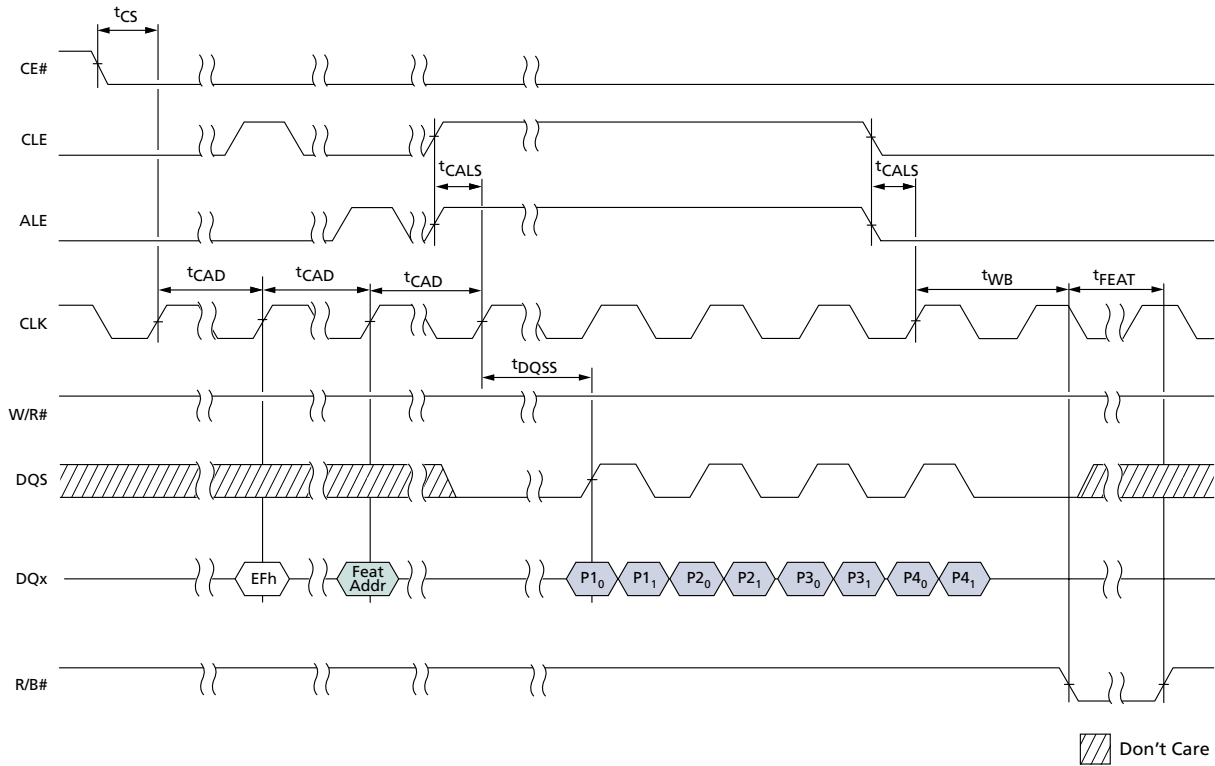 tCS
CE#
CLE
tCALS
tCALS
ALE
tCAD
tCAD
tCAD
tWB
tFEAT
CLK
tDQSS
W/R#
DQS
DQx
EFh
Feat
Addr
P1₀
P1₁
P2₀
P2₁
P3₀
P3₁
P4₀
P4₁
R/B#
Don't Care